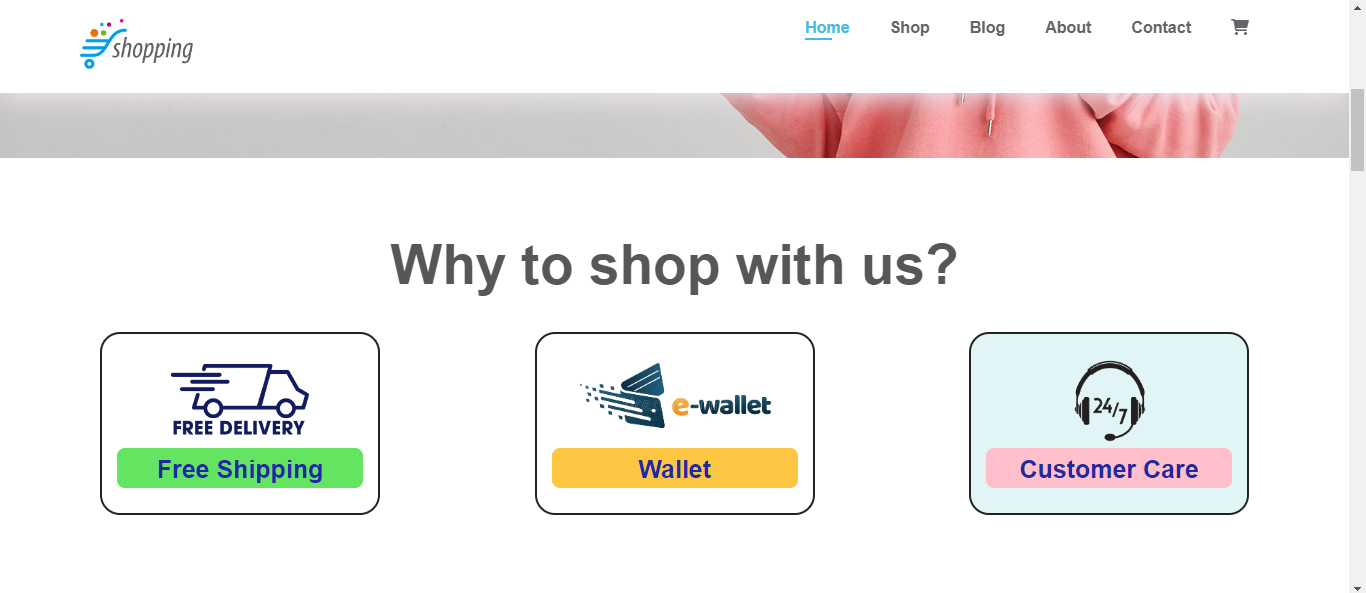 shopping
Home Shop Blog About Contact
Why to shop with us?
FREE DELIVERY
Free Shipping
e-wallet
Wallet
24/7
Customer Care